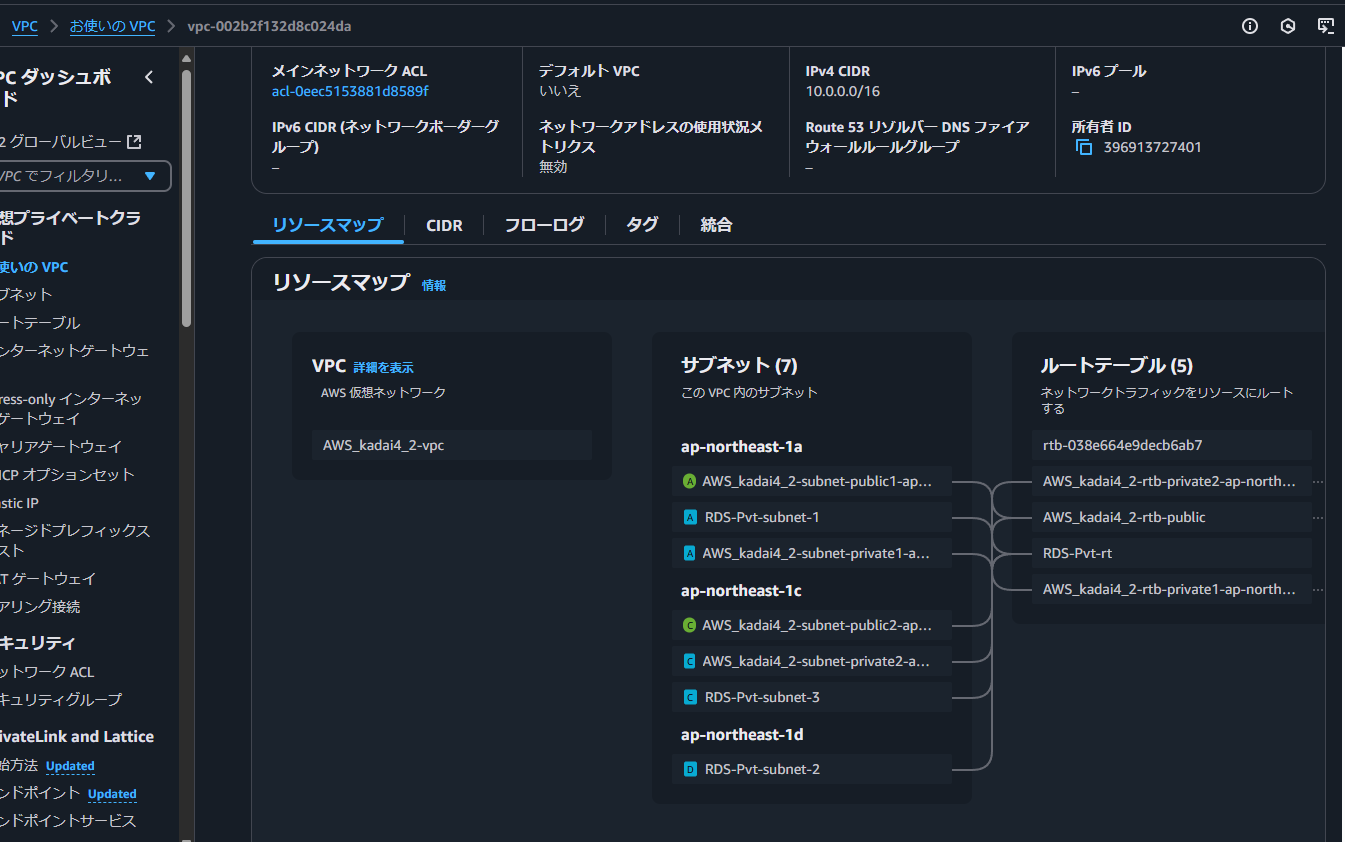 VPC > お使いの VPC > vpc-002b2f132d8c024da
PC ダッシュボ
ド
2 グローバルビュー
VPC でフィルタリ...
想プライベートクラ
ド
使いの VPC
ブネット
ートテーブル
ンターネットゲートウェ
ress-only インターネッ
ゲートウェイ
ャリアゲートウェイ
CP オプションセット
astic IP
ネージドプレフィックス
スト
T ゲートウェイ
アリング接続
キュリティ
ットワーク ACL
キュリティグループ
ivateLink and Lattice
始方法 Updated
ンドポイント Updated
ンドポイントサービス
メインネットワーク ACL
acl-0eec5153881d8589f
デフォルト VPC
いいえ
IPv4 CIDR
10.0.0.0/16
IPv6 プール
–
IPv6 CIDR (ネットワークボーダーグ
ループ)
–
ネットワークアドレスの使用状況メ
トリクス
無効
Route 53 リゾルバー DNS ファイア
ウォールルールグループ
–
所有者 ID
396913727401
リソースマップ
CIDR
フローログ
タグ
統合
リソースマップ 情報
VPC 詳細を表示
AWS 仮想ネットワーク
AWS_kadai4_2-vpc
サブネット (7)
この VPC 内のサブネット
ap-northeast-1a
A AWS_kadai4_2-subnet-public1-ap...
A RDS-Pvt-subnet-1
A AWS_kadai4_2-subnet-private1-a...
ap-northeast-1c
C AWS_kadai4_2-subnet-public2-ap...
C AWS_kadai4_2-subnet-private2-a...
C RDS-Pvt-subnet-3
ap-northeast-1d
D RDS-Pvt-subnet-2
ルートテーブル (5)
ネットワークトラフィックをリソースにルート
する
rtb-038e664e9decb6ab7
AWS_kadai4_2-rtb-private2-ap-north...
AWS_kadai4_2-rtb-public
RDS-Pvt-rt
AWS_kadai4_2-rtb-private1-ap-north...